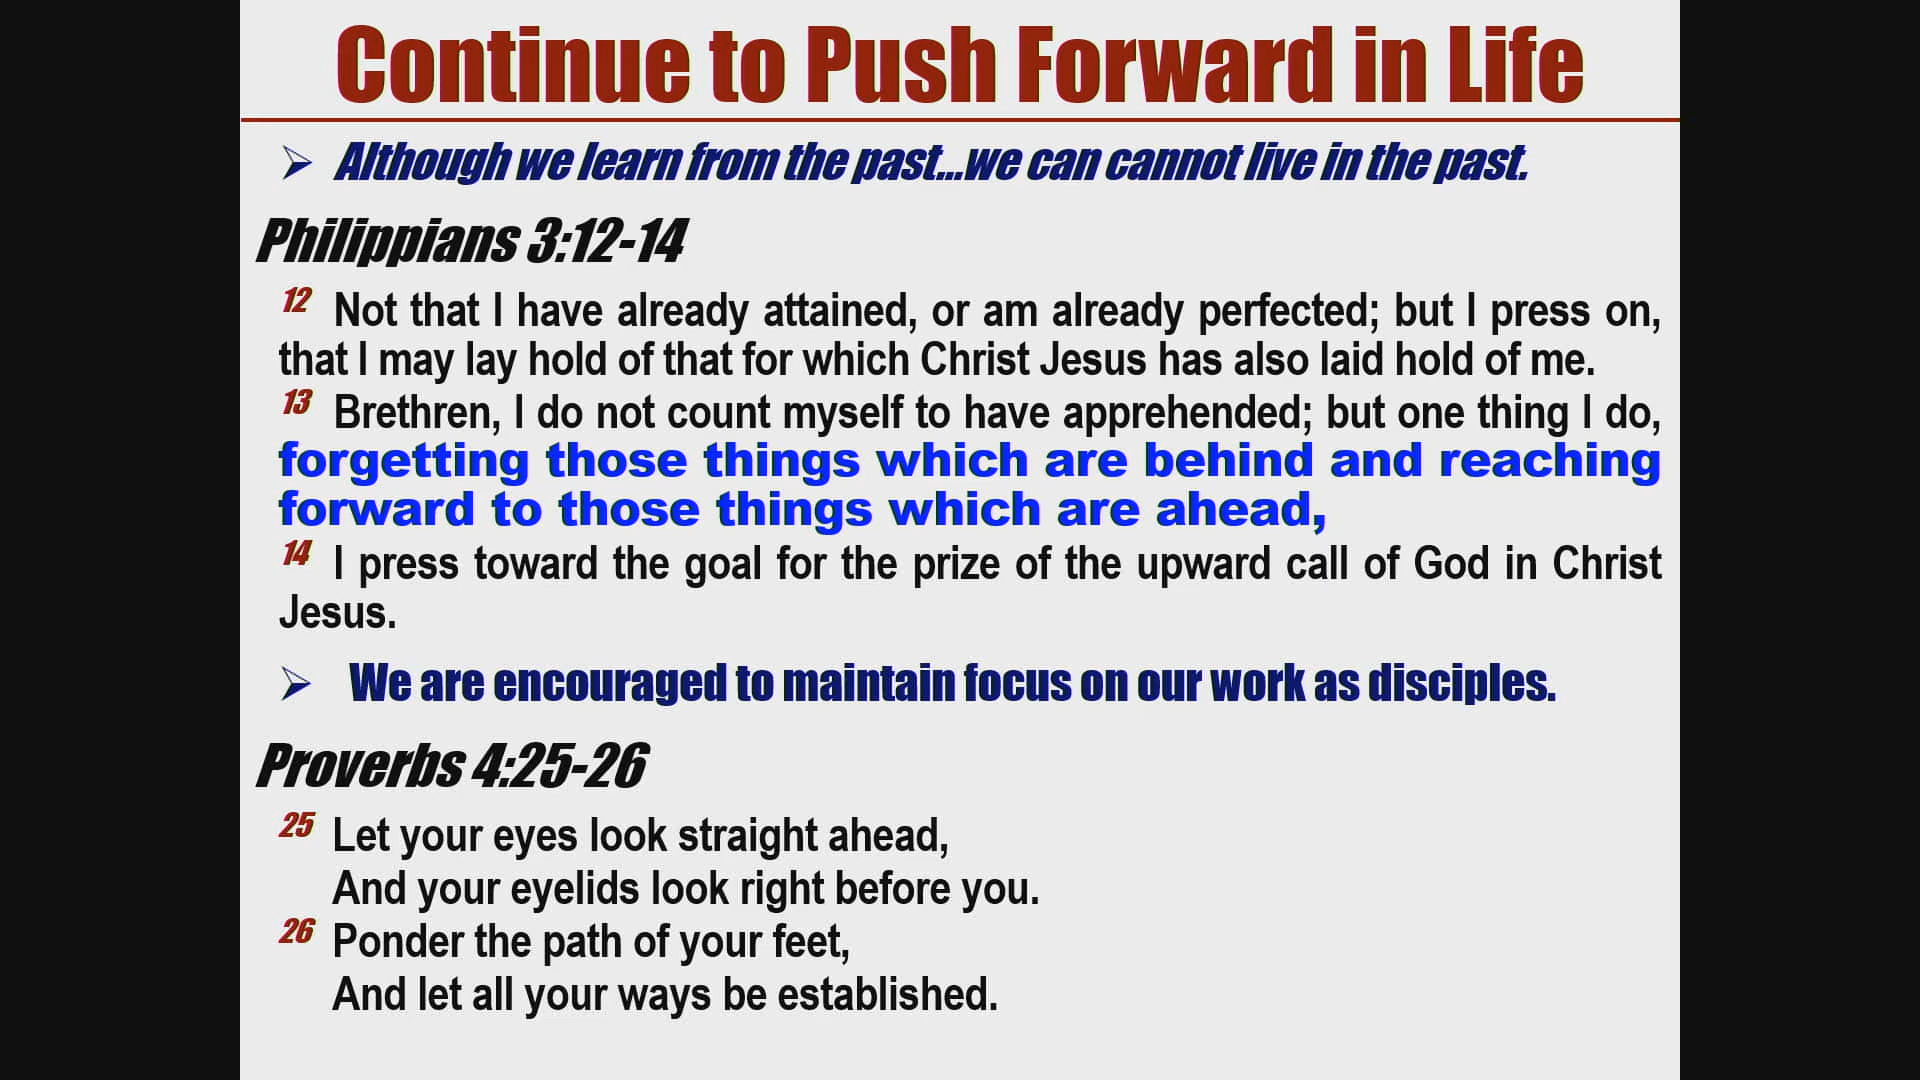 Continue to Push Forward in Life
Although we learn from the past...we can cannot live in the past.
Philippians 3:12-14
12 Not that I have already attained, or am already perfected; but I press on,
that I may lay hold of that for which Christ Jesus has also laid hold of me.
13 Brethren, I do not count myself to have apprehended; but one thing I do,
forgetting those things which are behind and reaching
forward to those things which are ahead,
14 I press toward the goal for the prize of the upward call of God in Christ
Jesus.
We are encouraged to maintain focus on our work as disciples.
Proverbs 4:25-26
25 Let your eyes look straight ahead,
And your eyelids look right before you.
26 Ponder the path of your feet,
And let all your ways be established.